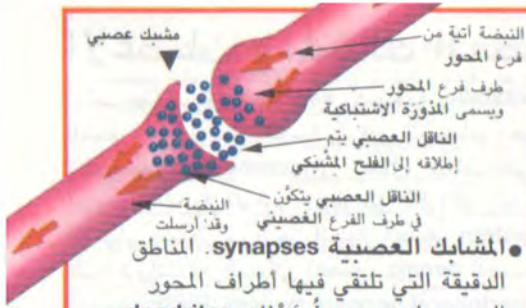 مشبك عصبي
النبضة آتية من
فرع المحور
طرف فرع المحور
ويسمى المذوَرَة الاشتباكية
الناقل العصبي يتم
إطلاقه إلى الفلح المشبكي
الناقل العصبي يتكوَّن
في طرف الفرع الغصيني
النبضة
وقد أرسلت
●المشابك العصبية synapses. المناطق
الدقيقة التي تلتقي فيها أطراف المحور